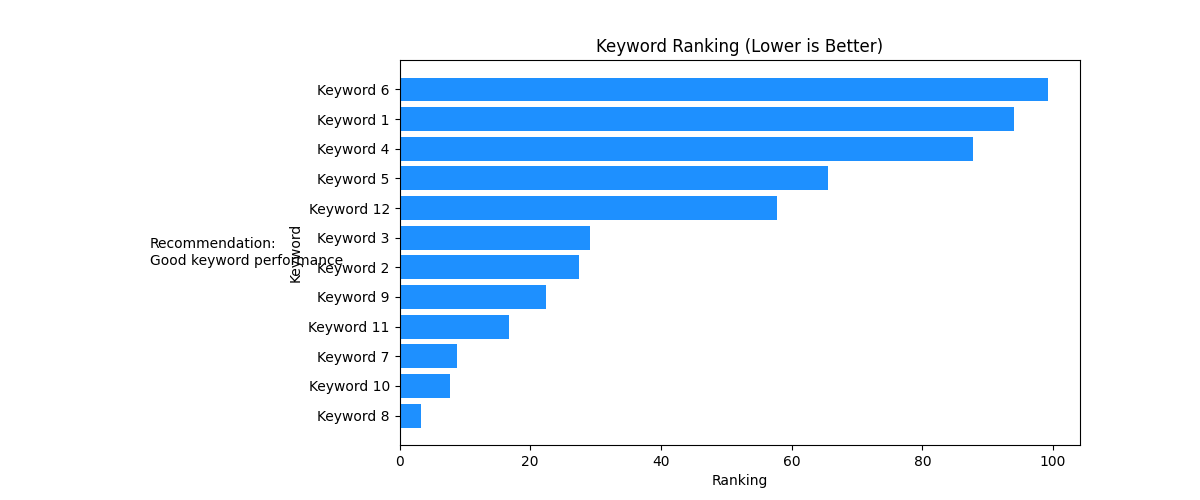 Keyword Ranking (Lower is Better)
Keyword 6
Keyword 1
Keyword 4
Keyword 5
Keyword 12
Keyword 3
Keyword 2
Keyword 9
Keyword 11
Keyword 7
Keyword 10
Keyword 8
Keyword
Recommendation:
Good keyword performance
0 20 40 60 80 100
Ranking